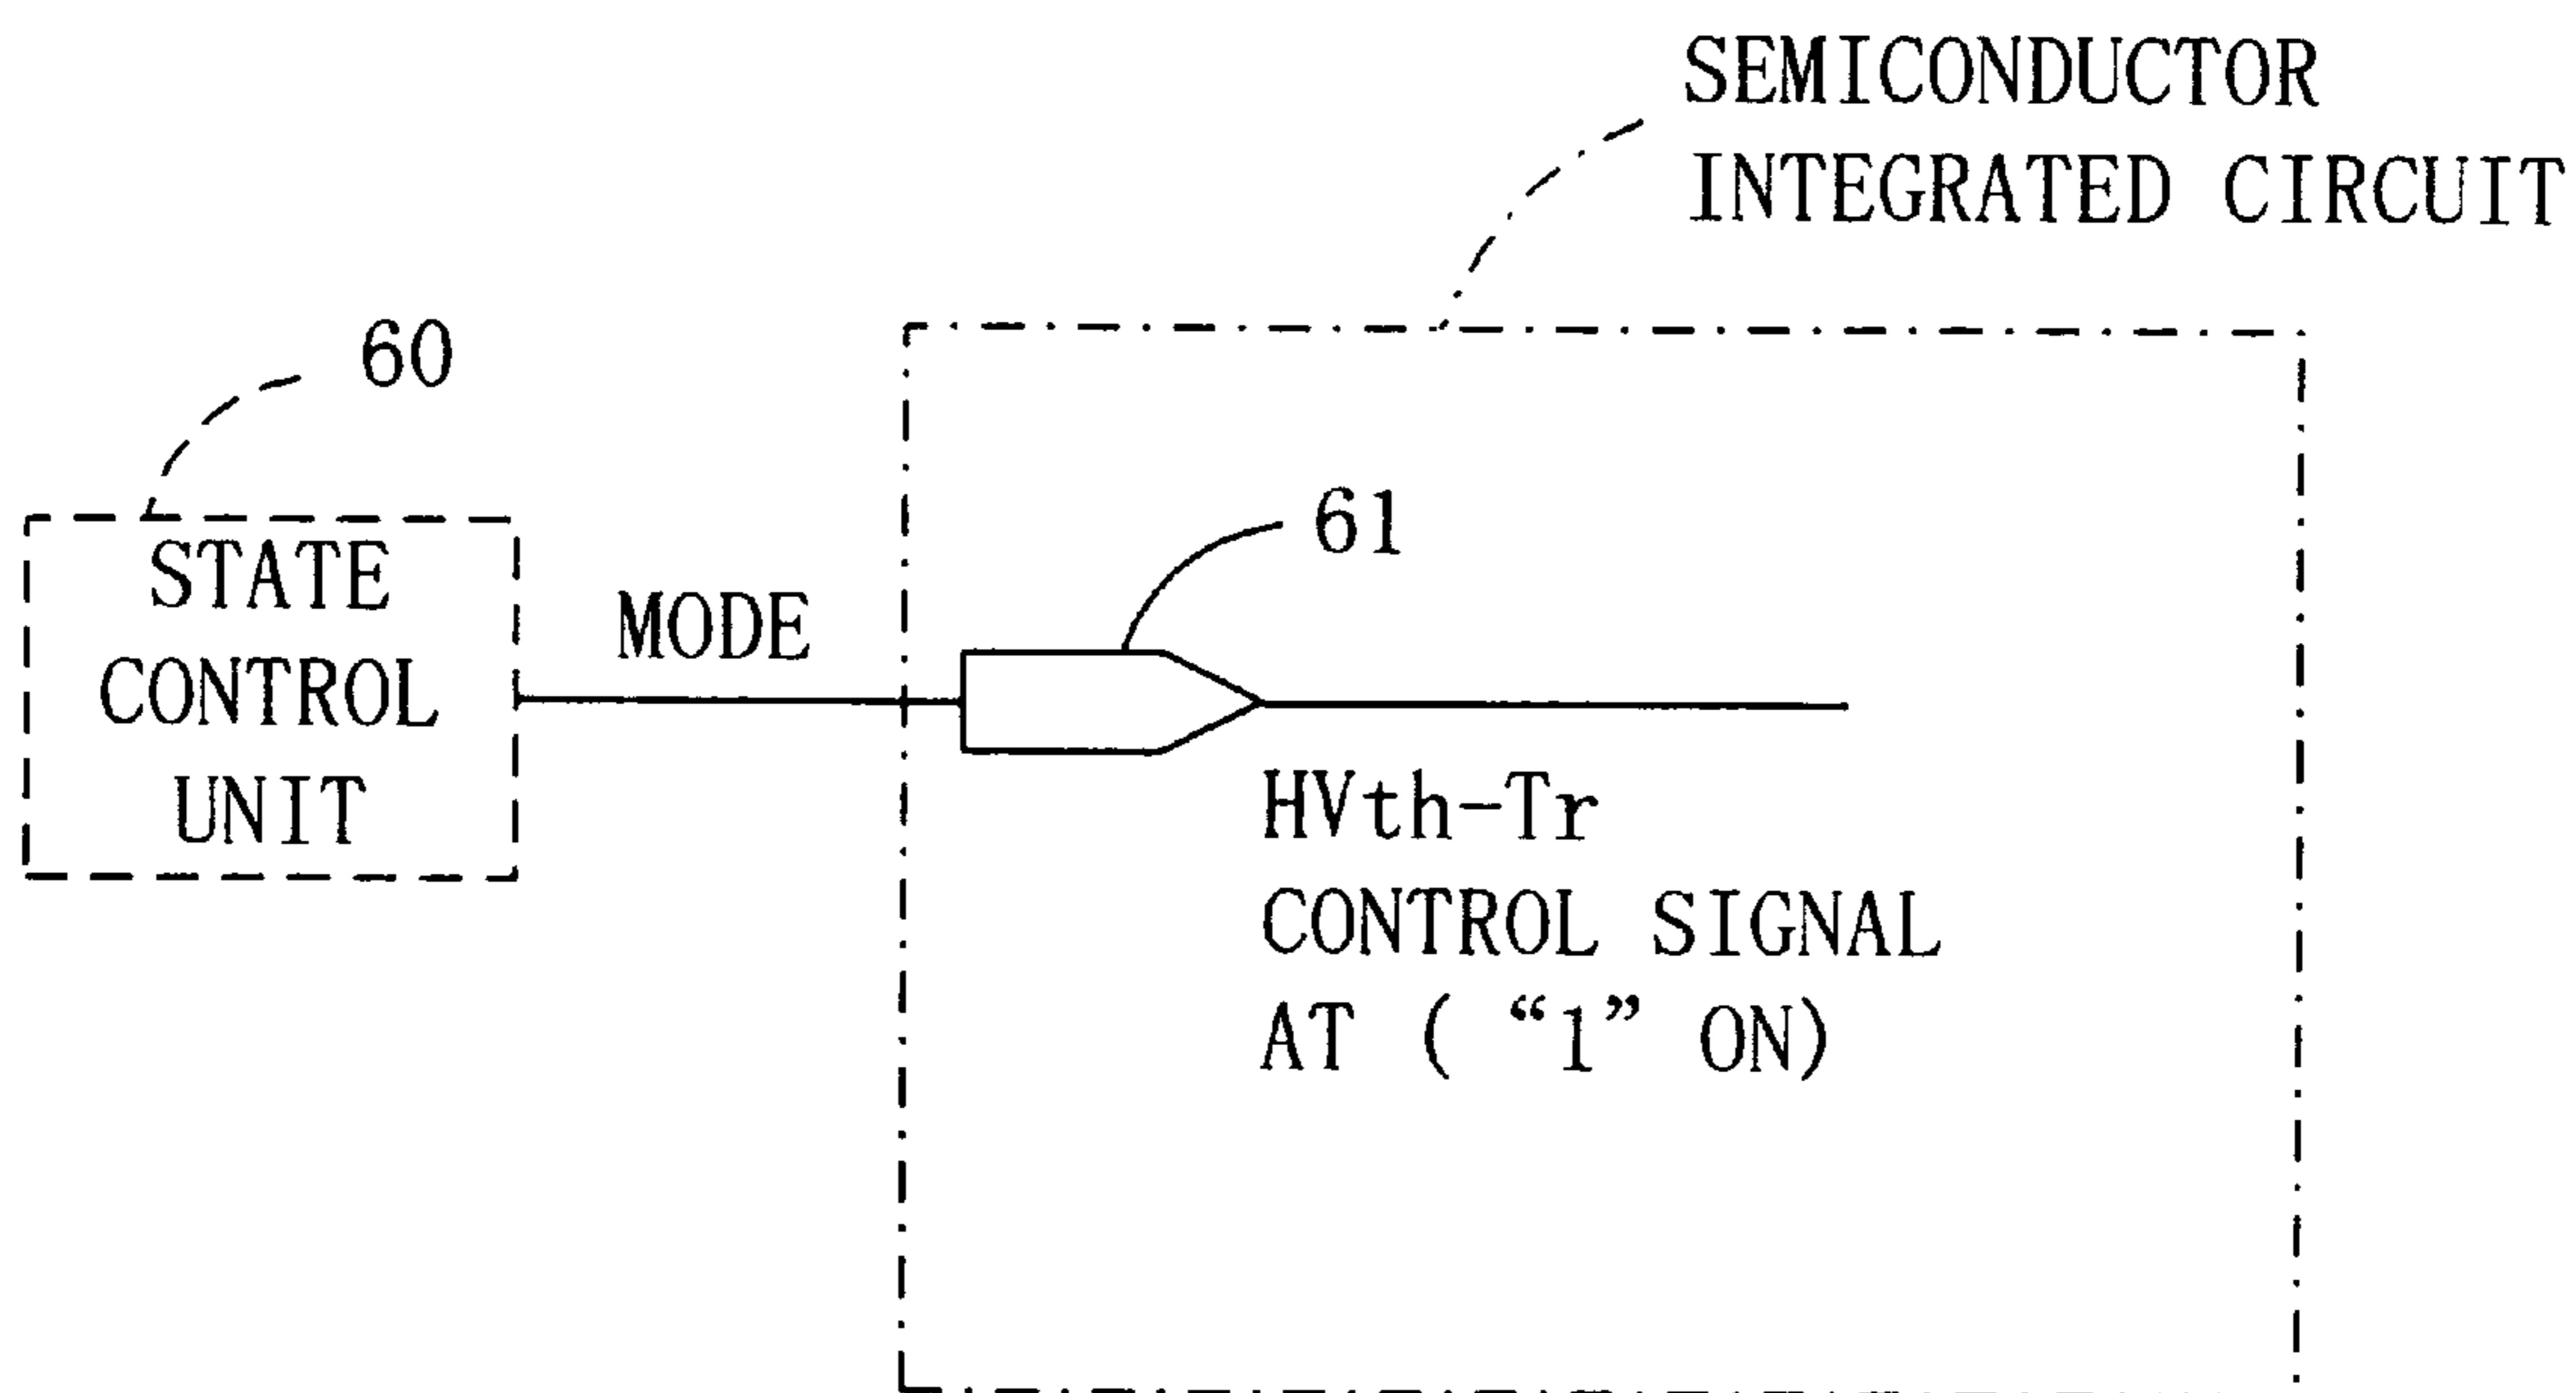 SEMICONDUCTOR
INTEGRATED CIRCUIT
60
STATE
CONTROL
UNIT
MODE
61
HVth-Tr
CONTROL SIGNAL
AT ( “1” ON)